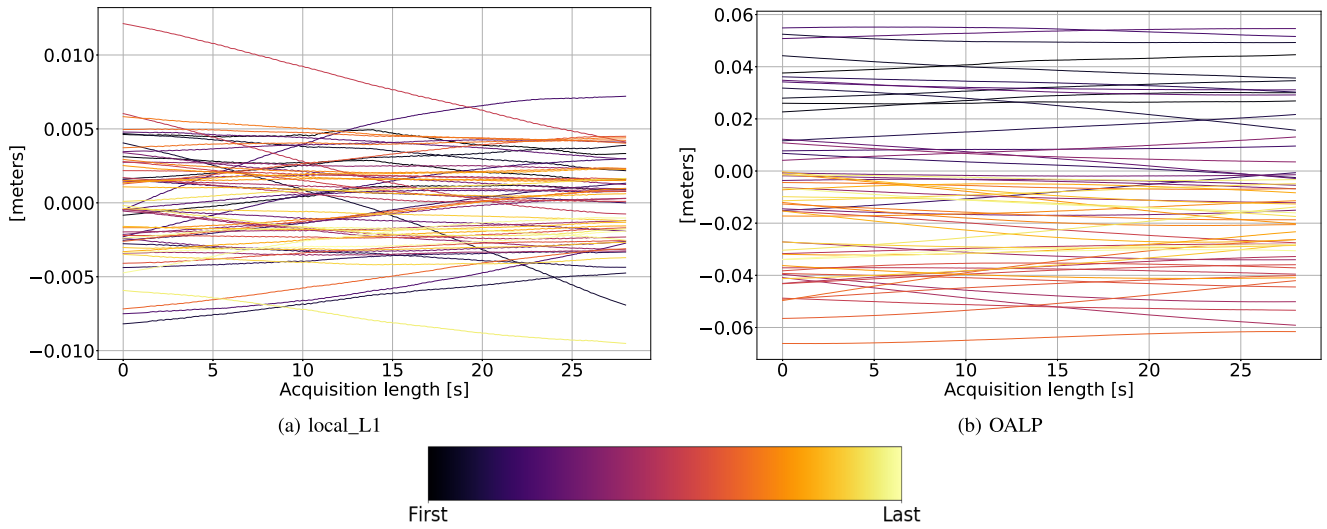 0.010
0.005
0.000
−0.005
−0.010
[meters]
0 5 10 15 20 25
Acquisition length [s]
(a) local_L1
0.06
0.04
0.02
0.00
−0.02
−0.04
−0.06
[meters]
0 5 10 15 20 25
Acquisition length [s]
(b) OALP
First Last